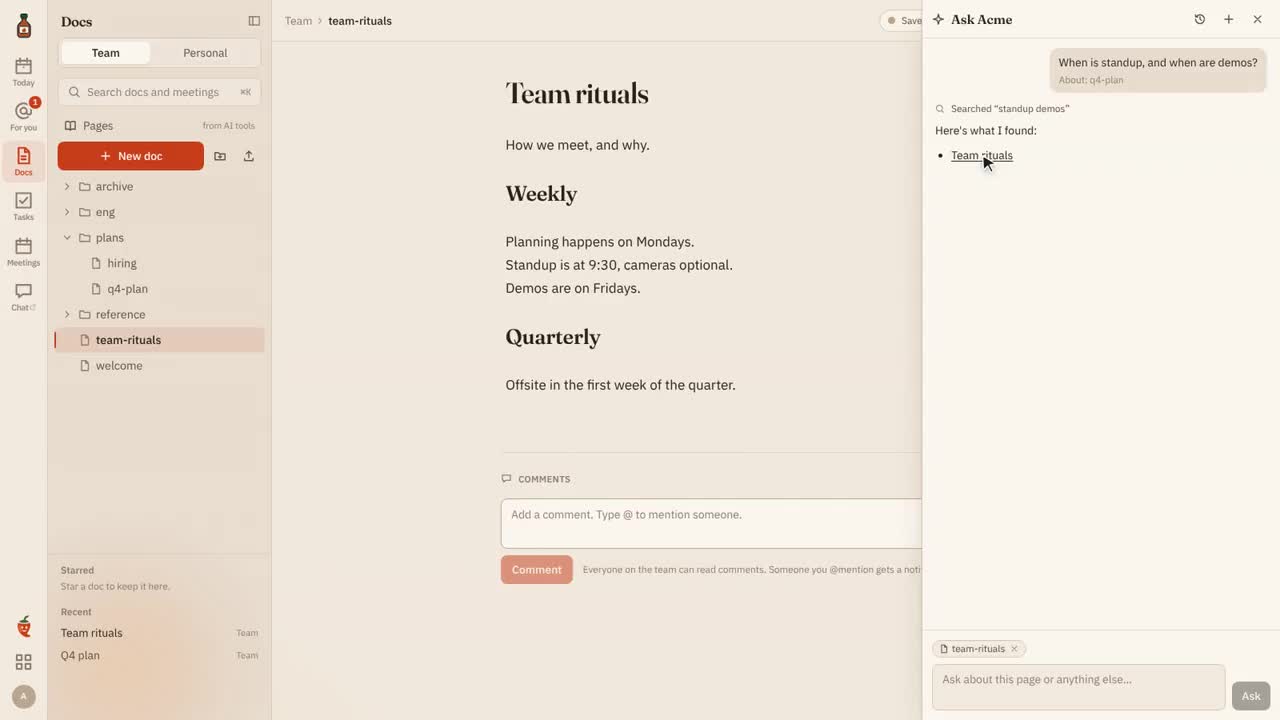 Today
1
For you
Docs
Tasks
Meetings
Chat
A
Docs
Team
Personal
Search docs and meetings
⌘K
Pages
from AI tools
New doc
archive
eng
plans
hiring
q4-plan
reference
team-rituals
welcome
Starred
Star a doc to keep it here.
Recent
Team rituals
Team
Q4 plan
Team
Team › team-rituals
Save
Team rituals
How we meet, and why.
Weekly
Planning happens on Mondays.
Standup is at 9:30, cameras optional.
Demos are on Fridays.
Quarterly
Offsite in the first week of the quarter.
COMMENTS
Add a comment. Type @ to mention someone.
Comment
Everyone on the team can read comments. Someone you @mention gets a noti
Ask Acme
When is standup, and when are demos?
About: q4-plan
Searched “standup demos”
Here's what I found:
• Team rituals
team-rituals
Ask about this page or anything else...
Ask